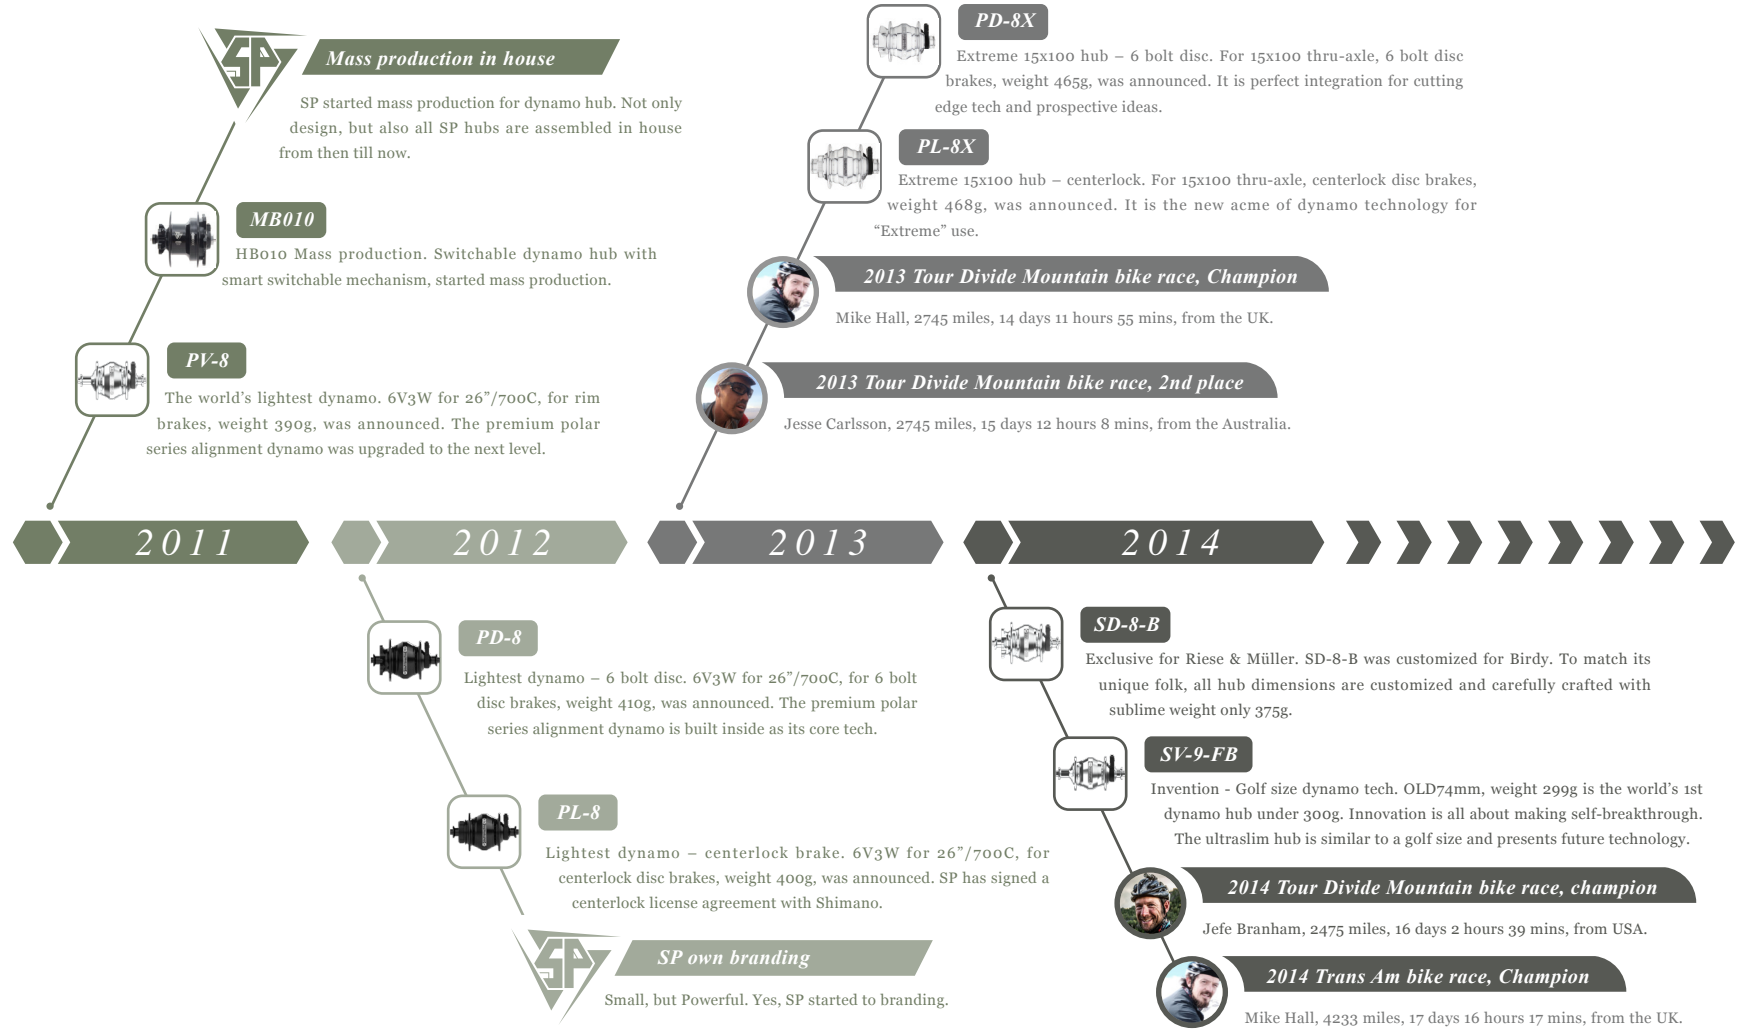 SP
Mass production in house
SP started mass production for dynamo hub. Not only
design, but also all SP hubs are assembled in house
from then till now.
MB010
HB010 Mass production. Switchable dynamo hub with
smart switchable mechanism, started mass production.
PV-8
The world's lightest dynamo. 6V3W for 26”/700C, for rim
brakes, weight 390g, was announced. The premium polar
series alignment dynamo was upgraded to the next level.
PD-8X
Extreme 15x100 hub – 6 bolt disc. For 15x100 thru-axle, 6 bolt disc
brakes, weight 465g, was announced. It is perfect integration for cutting
edge tech and prospective ideas.
PL-8X
Extreme 15x100 hub – centerlock. For 15x100 thru-axle, centerlock disc brakes,
weight 468g, was announced. It is the new acme of dynamo technology for
“Extreme” use.
2013 Tour Divide Mountain bike race, Champion
Mike Hall, 2745 miles, 14 days 11 hours 55 mins, from the UK.
2013 Tour Divide Mountain bike race, 2nd place
Jesse Carlsson, 2745 miles, 15 days 12 hours 8 mins, from the Australia.
2011
2012
2013
2014
PD-8
Lightest dynamo – 6 bolt disc. 6V3W for 26”/700C, for 6 bolt
disc brakes, weight 410g, was announced. The premium polar
series alignment dynamo is built inside as its core tech.
PL-8
Lightest dynamo – centerlock brake. 6V3W for 26”/700C, for
centerlock disc brakes, weight 400g, was announced. SP has signed a
centerlock license agreement with Shimano.
SP
SP own branding
Small, but Powerful. Yes, SP started to branding.
SD-8-B
Exclusive for Riese & Müller. SD-8-B was customized for Birdy. To match its
unique folk, all hub dimensions are customized and carefully crafted with
sublime weight only 375g.
SV-9-FB
Invention - Golf size dynamo tech. OLD74mm, weight 299g is the world's 1st
dynamo hub under 300g. Innovation is all about making self-breakthrough.
The ultraslim hub is similar to a golf size and presents future technology.
2014 Tour Divide Mountain bike race, champion
Jefe Branham, 2475 miles, 16 days 2 hours 39 mins, from USA.
2014 Trans Am bike race, Champion
Mike Hall, 4233 miles, 17 days 16 hours 17 mins, from the UK.